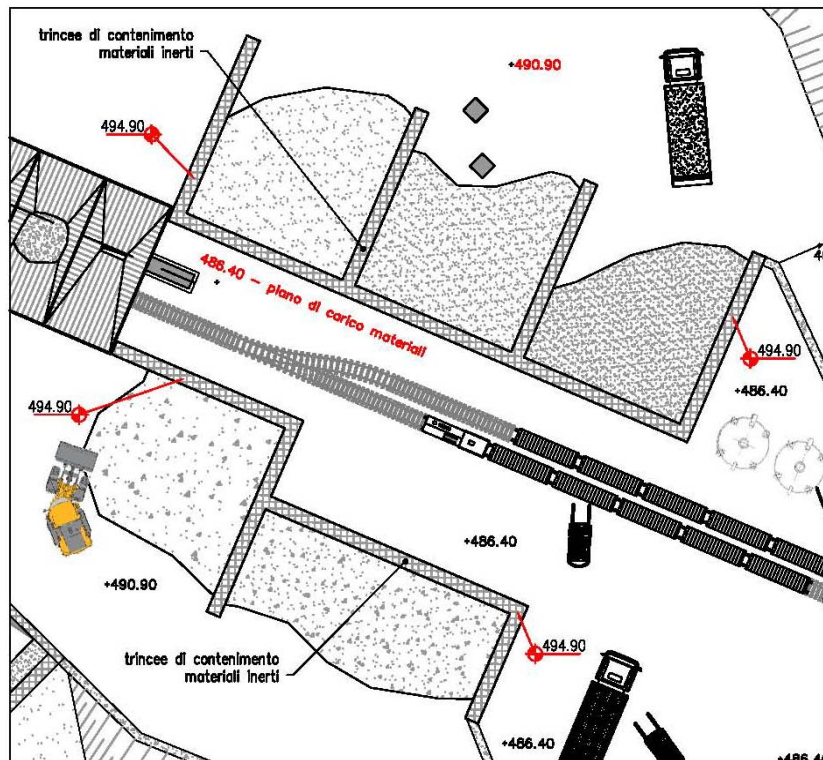 trincee di contenimento
materiali inerti
+490.90
494.90
486.40 – piano di carico materiali
494.90
+486.40
494.90
+486.40
+490.90
trincee di contenimento
materiali inerti
494.90
+486.40